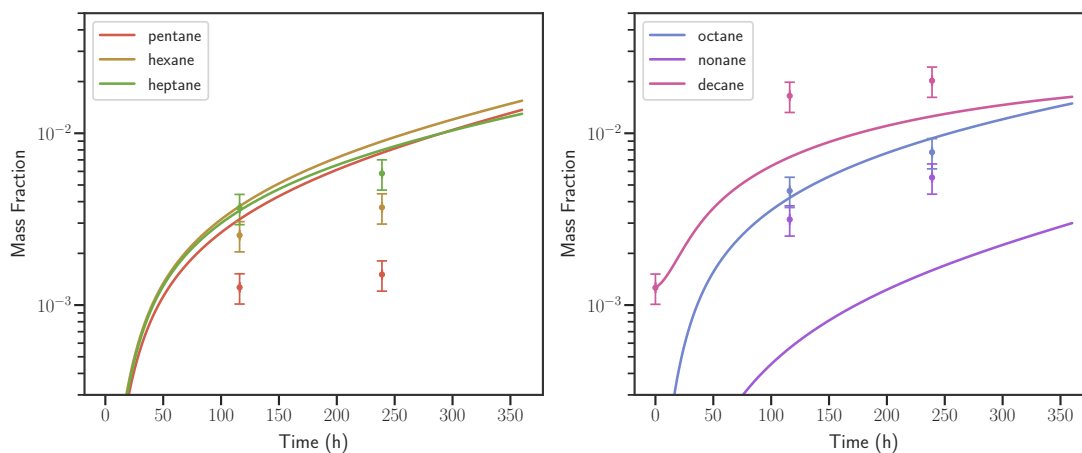 Mass Fraction
10⁻²
10⁻³
pentane
hexane
heptane
0 50 100 150 200 250 300 350
Time (h)
Mass Fraction
10⁻²
10⁻³
octane
nonane
decane
0 50 100 150 200 250 300 350
Time (h)